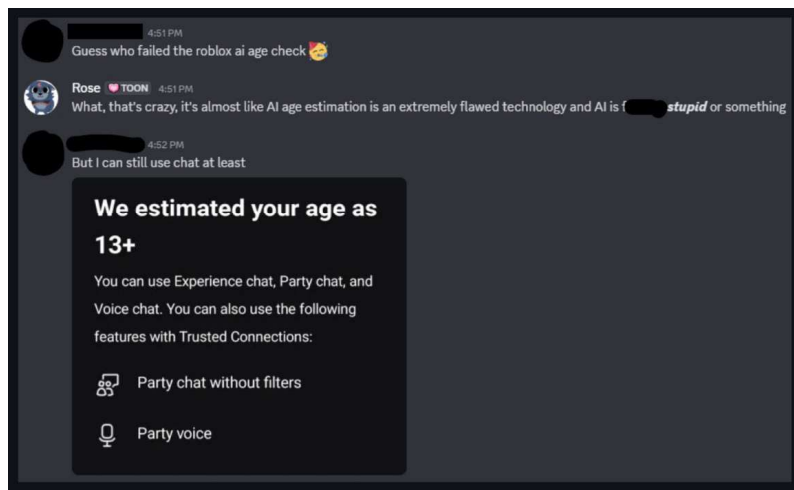 4:51 PM
Guess who failed the roblox ai age check
Rose TOON 4:51 PM
What, that's crazy, it's almost like AI age estimation is an extremely flawed technology and AI is f stupid or something
4:52 PM
But I can still use chat at least
We estimated your age as
13+
You can use Experience chat, Party chat, and
Voice chat. You can also use the following
features with Trusted Connections:
Party chat without filters
Party voice